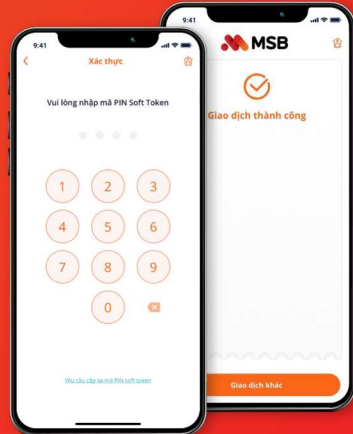 9:41
Xác thực
Vui lòng nhập mã PIN Soft Token
1 2 3
4 5 6
7 8 9
0
Yêu cầu cấp lại mã PIN soft token
9:41
MSB
Giao dịch thành công
Giao dịch khác